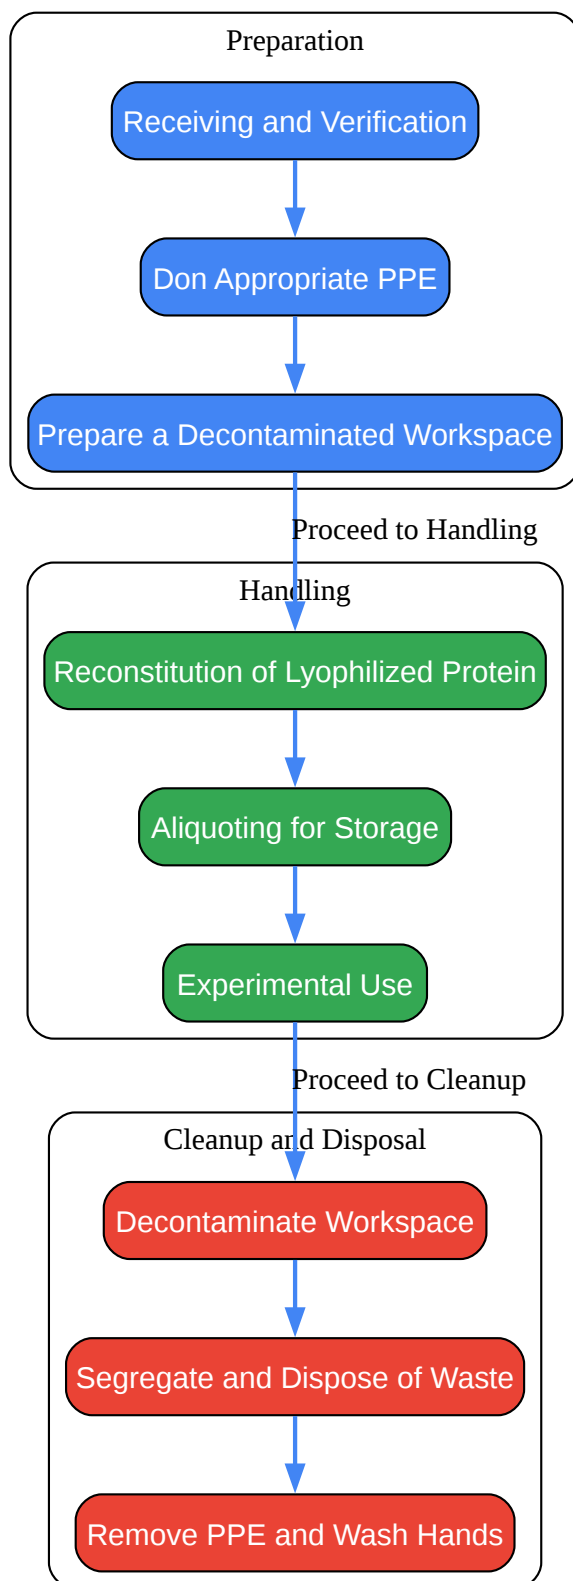 Preparation
Receiving and Verification
Don Appropriate PPE
Prepare a Decontaminated Workspace
Proceed to Handling
Handling
Reconstitution of Lyophilized Protein
Aliquoting for Storage
Experimental Use
Proceed to Cleanup
Cleanup and Disposal
Decontaminate Workspace
Segregate and Dispose of Waste
Remove PPE and Wash Hands